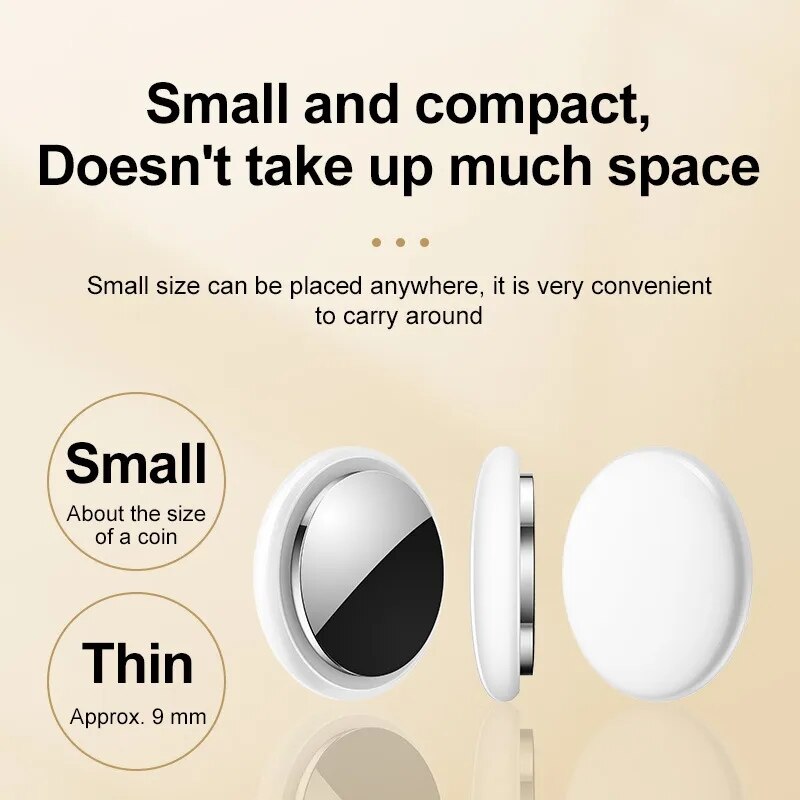 Small and compact,
Doesn't take up much space
Small size can be placed anywhere, it is very convenient
to carry around
Small
About the size
of a coin
Thin
Approx. 9 mm